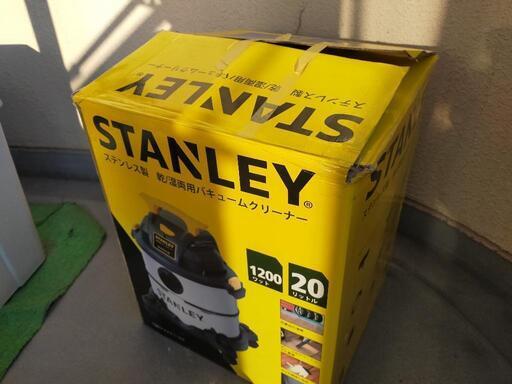 STANLEY
ステンレス製 乾/湿両用バキュームクリーナー
STANLEY®
ステンレス製 乾/湿両用バキュームクリーナー
STANLEY
STANLEY
1200
ワット
20
リットル